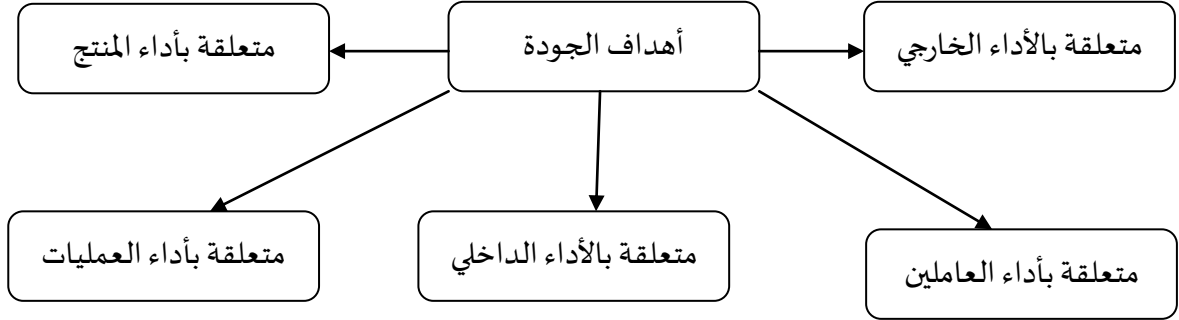 أهداف الجودة
متعلقة بالأداء الخارجي
متعلقة بأداء المنتج
متعلقة بأداء العاملين
متعلقة بالأداء الداخلي
متعلقة بأداء العمليات